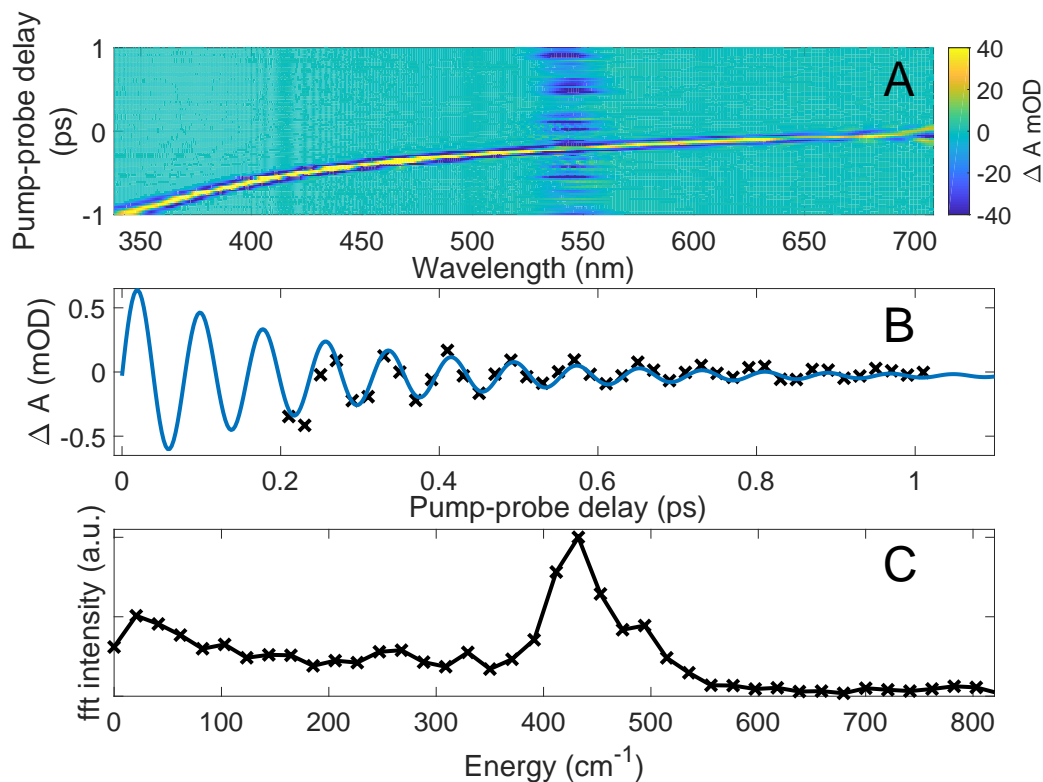 1
0
-1
Pump-probe delay
(ps)
A
350 400 450 500 550 600 650 700
Wavelength (nm)
40
20
0
-20
-40
Δ A mOD
0.5
0
-0.5
Δ A (mOD)
B
0 0.2 0.4 0.6 0.8 1
Pump-probe delay (ps)
fft intensity (a.u.)
C
0 100 200 300 400 500 600 700 800
Energy (cm⁻¹)